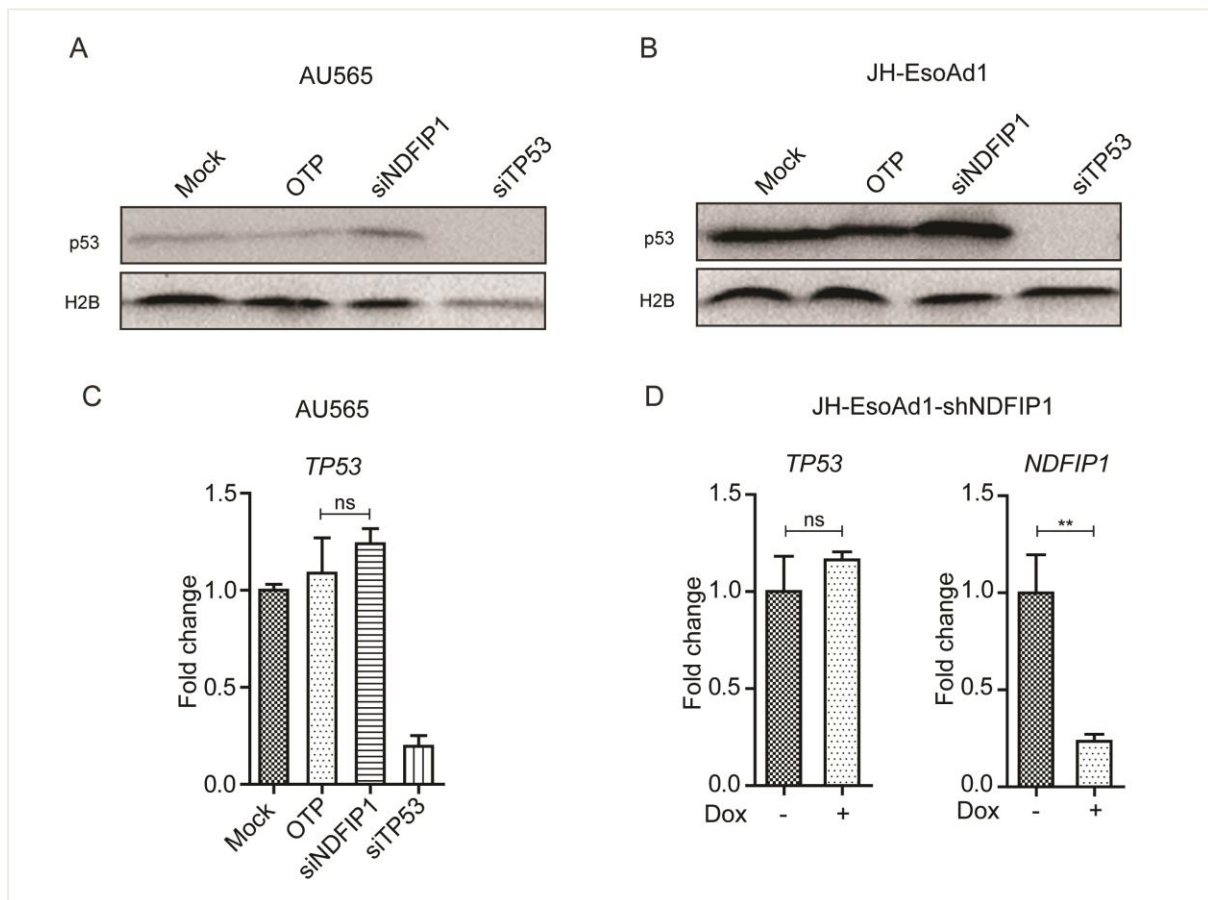 A
AU565
Mock OTP siNDFIP1 siTP53
p53
H2B
B
JH-EsoAd1
Mock OTP siNDFIP1 siTP53
p53
H2B
C
AU565
TP53
Fold change
1.5
1.0
0.5
0.0
ns
Mock OTP siNDFIP1 siTP53
D
JH-EsoAd1-shNDFIP1
TP53
Fold change
1.5
1.0
0.5
0.0
ns
Dox - +
NDFIP1
Fold change
1.5
1.0
0.5
0.0
**
- +